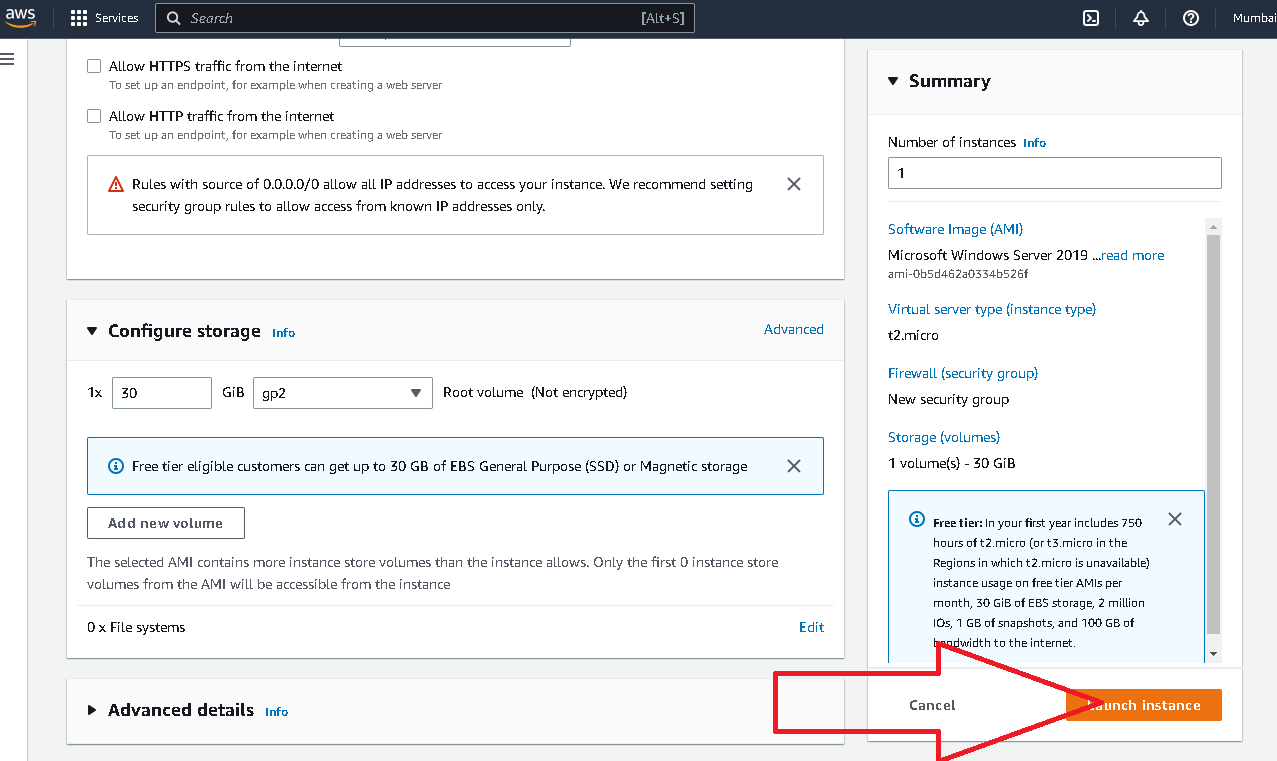 aws
Services
Search
[Alt+S]
Mumbai
Allow HTTPS traffic from the internet
To set up an endpoint, for example when creating a web server
Allow HTTP traffic from the internet
To set up an endpoint, for example when creating a web server
Rules with source of 0.0.0.0/0 allow all IP addresses to access your instance. We recommend setting
security group rules to allow access from known IP addresses only.
Configure storage Info
Advanced
1x 30 GiB gp2 Root volume (Not encrypted)
Free tier eligible customers can get up to 30 GB of EBS General Purpose (SSD) or Magnetic storage
Add new volume
The selected AMI contains more instance store volumes than the instance allows. Only the first 0 instance store
volumes from the AMI will be accessible from the instance
0 x File systems
Edit
Advanced details Info
Summary
Number of instances Info
1
Software Image (AMI)
Microsoft Windows Server 2019 ...read more
ami-0b5d462a0334b526f
Virtual server type (instance type)
t2.micro
Firewall (security group)
New security group
Storage (volumes)
1 volume(s) - 30 GiB
Free tier: In your first year includes 750
hours of t2.micro (or t3.micro in the
Regions in which t2.micro is unavailable)
instance usage on free tier AMIs per
month, 30 GiB of EBS storage, 2 million
IOs, 1 GB of snapshots, and 100 GB of
bandwidth to the internet.
Cancel
Launch instance